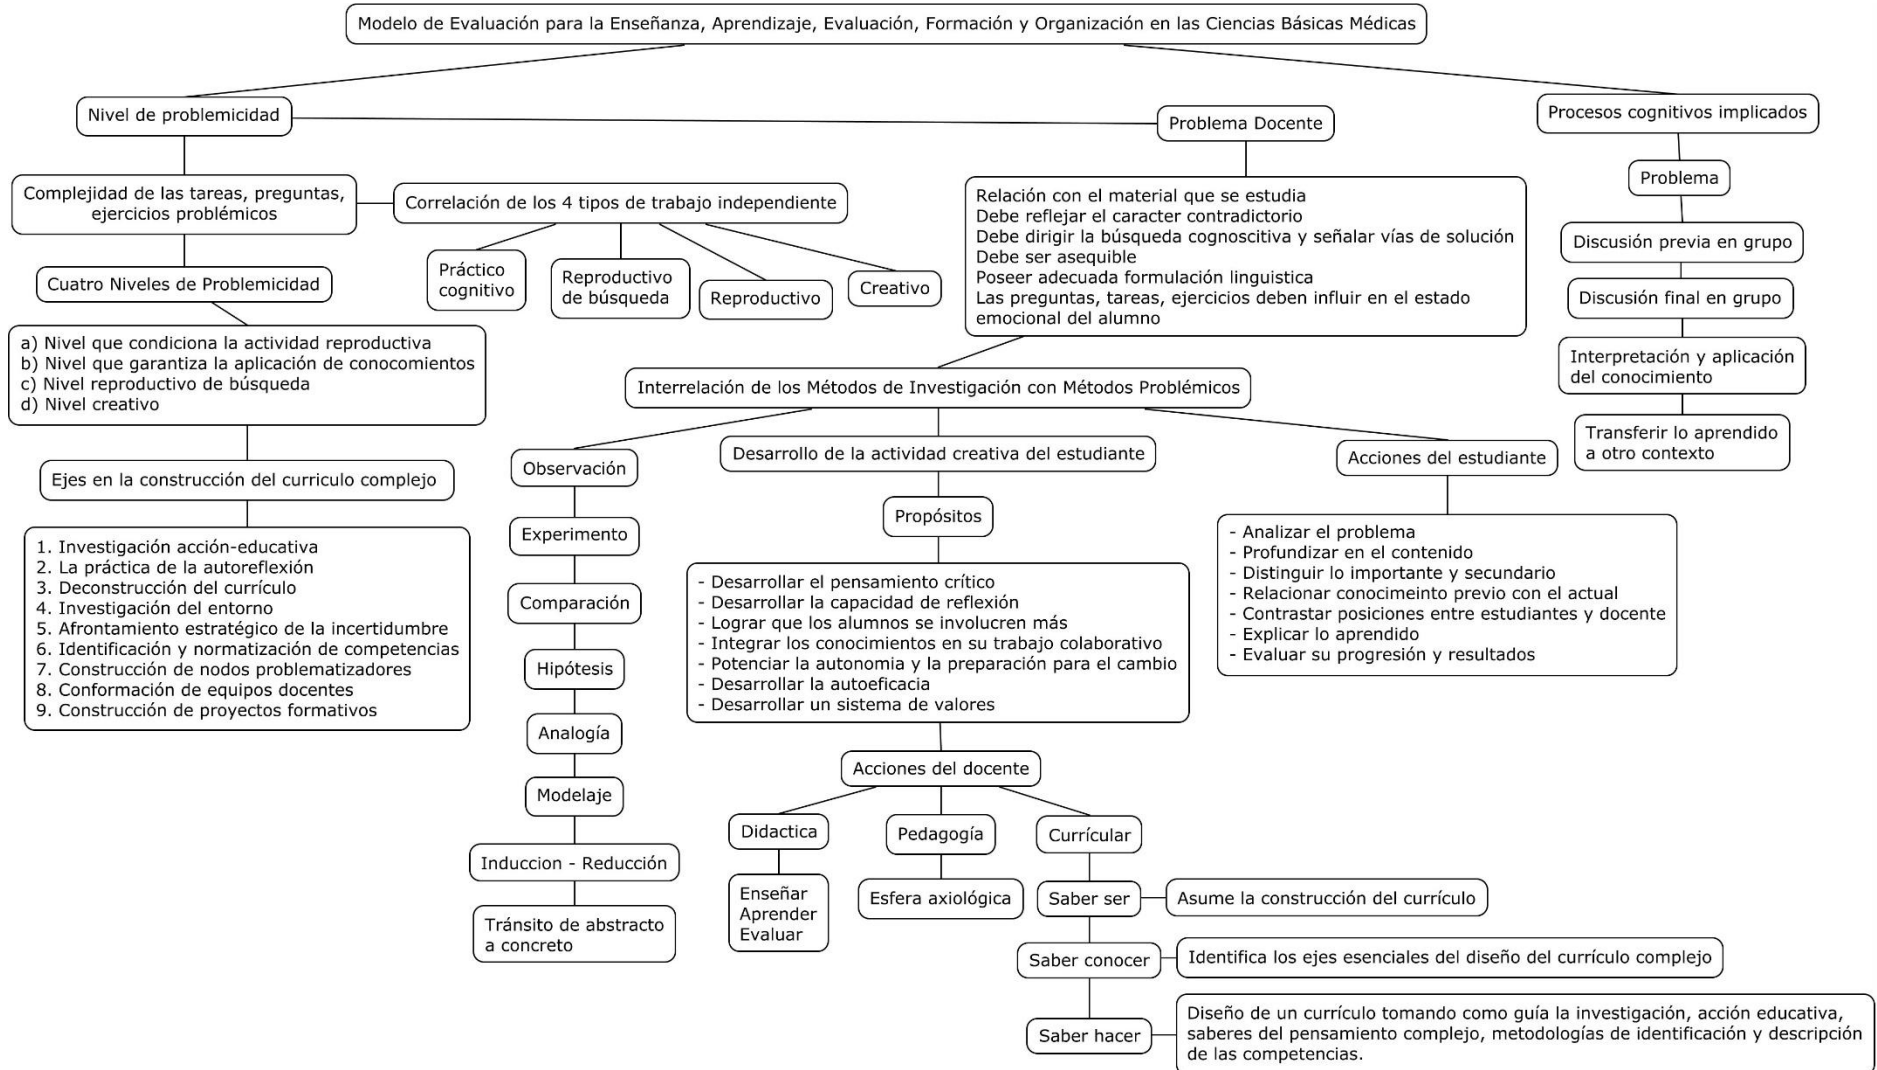 Modelo de Evaluación para la Enseñanza, Aprendizaje, Evaluación, Formación y Organización en las Ciencias Básicas Médicas
Nivel de problemicidad
Problema Docente
Procesos cognitivos implicados
Complejidad de las tareas, preguntas,
ejercicios problémicos
Correlación de los 4 tipos de trabajo independiente
Práctico
cognitivo
Reproductivo
de búsqueda
Reproductivo
Creativo
Cuatro Niveles de Problemicidad
a) Nivel que condiciona la actividad reproductiva
b) Nivel que garantiza la aplicación de conocomientos
c) Nivel reproductivo de búsqueda
d) Nivel creativo
Ejes en la construcción del curriculo complejo
1. Investigación acción-educativa
2. La práctica de la autoreflexión
3. Deconstrucción del currículo
4. Investigación del entorno
5. Afrontamiento estratégico de la incertidumbre
6. Identificación y normatización de competencias
7. Construcción de nodos problematizadores
8. Conformación de equipos docentes
9. Construcción de proyectos formativos
Relación con el material que se estudia
Debe reflejar el caracter contradictorio
Debe dirigir la búsqueda cognoscitiva y señalar vías de solución
Debe ser asequible
Poseer adecuada formulación linguistica
Las preguntas, tareas, ejercicios deben influir en el estado
emocional del alumno
Interrelación de los Métodos de Investigación con Métodos Problémicos
Observación
Experimento
Comparación
Hipótesis
Analogía
Modelaje
Induccion - Reducción
Tránsito de abstracto
a concreto
Desarrollo de la actividad creativa del estudiante
Propósitos
- Desarrollar el pensamiento crítico
- Desarrollar la capacidad de reflexión
- Lograr que los alumnos se involucren más
- Integrar los conocimientos en su trabajo colaborativo
- Potenciar la autonomia y la preparación para el cambio
- Desarrollar la autoeficacia
- Desarrollar un sistema de valores
Acciones del docente
Didactica
Enseñar
Aprender
Evaluar
Pedagogía
Esfera axiológica
Currícular
Saber ser
Asume la construcción del currículo
Saber conocer
Identifica los ejes esenciales del diseño del currículo complejo
Saber hacer
Diseño de un currículo tomando como guía la investigación, acción educativa,
saberes del pensamiento complejo, metodologías de identificación y descripción
de las competencias.
Acciones del estudiante
- Analizar el problema
- Profundizar en el contenido
- Distinguir lo importante y secundario
- Relacionar conocimeinto previo con el actual
- Contrastar posiciones entre estudiantes y docente
- Explicar lo aprendido
- Evaluar su progresión y resultados
Problema
Discusión previa en grupo
Discusión final en grupo
Interpretación y aplicación
del conocimiento
Transferir lo aprendido
a otro contexto